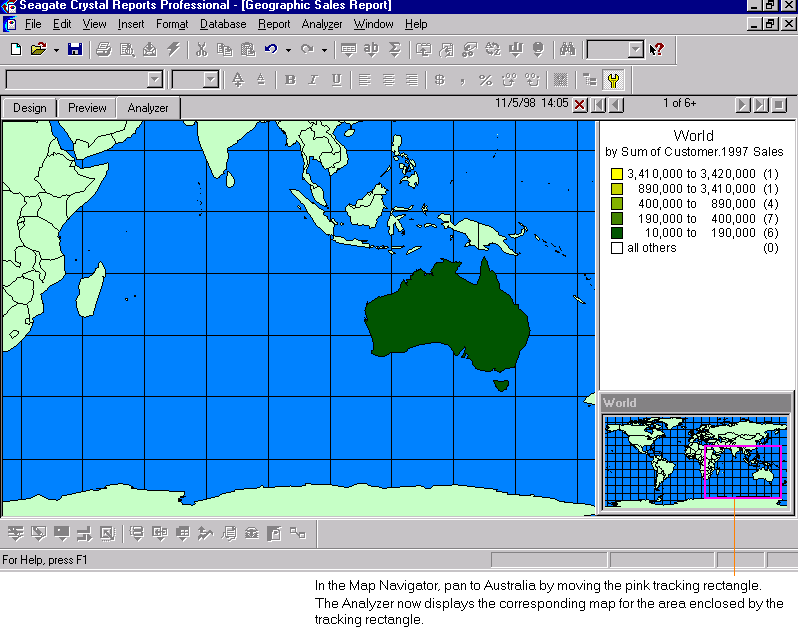 Seagate Crystal Reports Professional - [Geographic Sales Report]
File Edit View Insert Format Database Report Analyzer Window Help
Design Preview Analyzer 11/5/98 14:05 1 of 6+
World
by Sum of Customer.1997 Sales
3,410,000 to 3,420,000 (1)
890,000 to 3,410,000 (1)
400,000 to 890,000 (4)
190,000 to 400,000 (7)
10,000 to 190,000 (6)
all others (0)
World
For Help, press F1
In the Map Navigator, pan to Australia by moving the pink tracking rectangle.
The Analyzer now displays the corresponding map for the area enclosed by the
tracking rectangle.